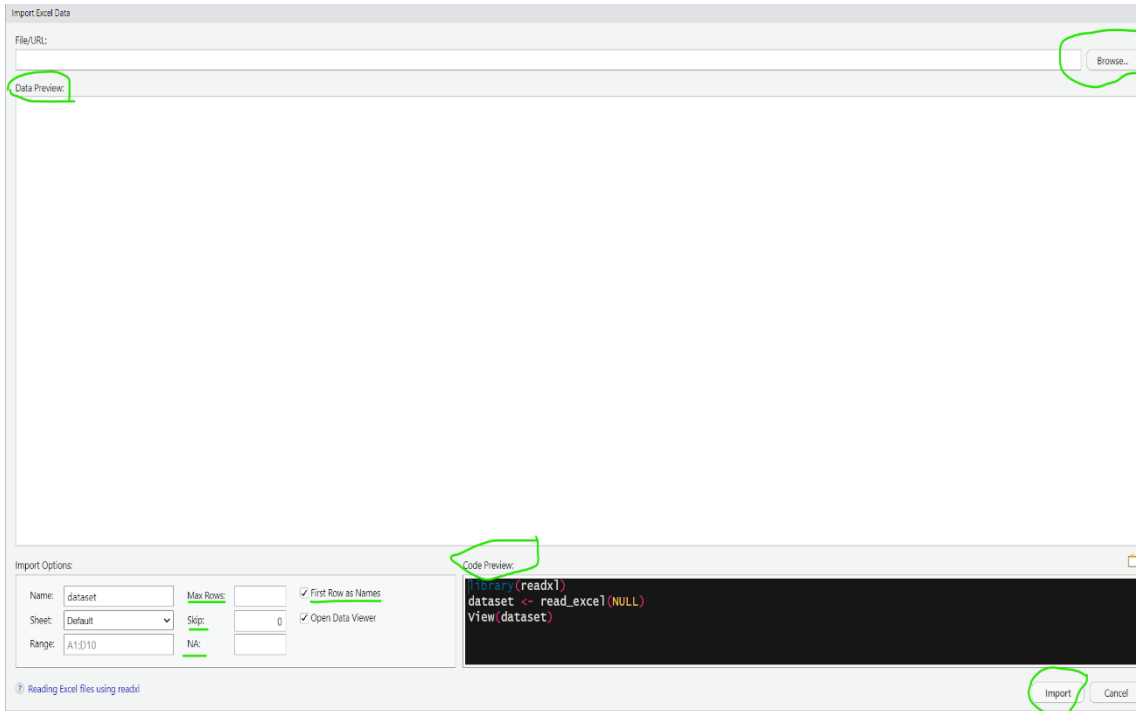 Import Excel Data
File/URL:
Browse...
Data Preview:
Import Options:
Name: dataset
Max Rows:
First Row as Names
Sheet: Default
Skip: 0
Open Data Viewer
Range: A1:D10
NA:
Code Preview:
library(readxl)
dataset <- read_excel(NULL)
View(dataset)
? Reading Excel files using readxl
Import
Cancel